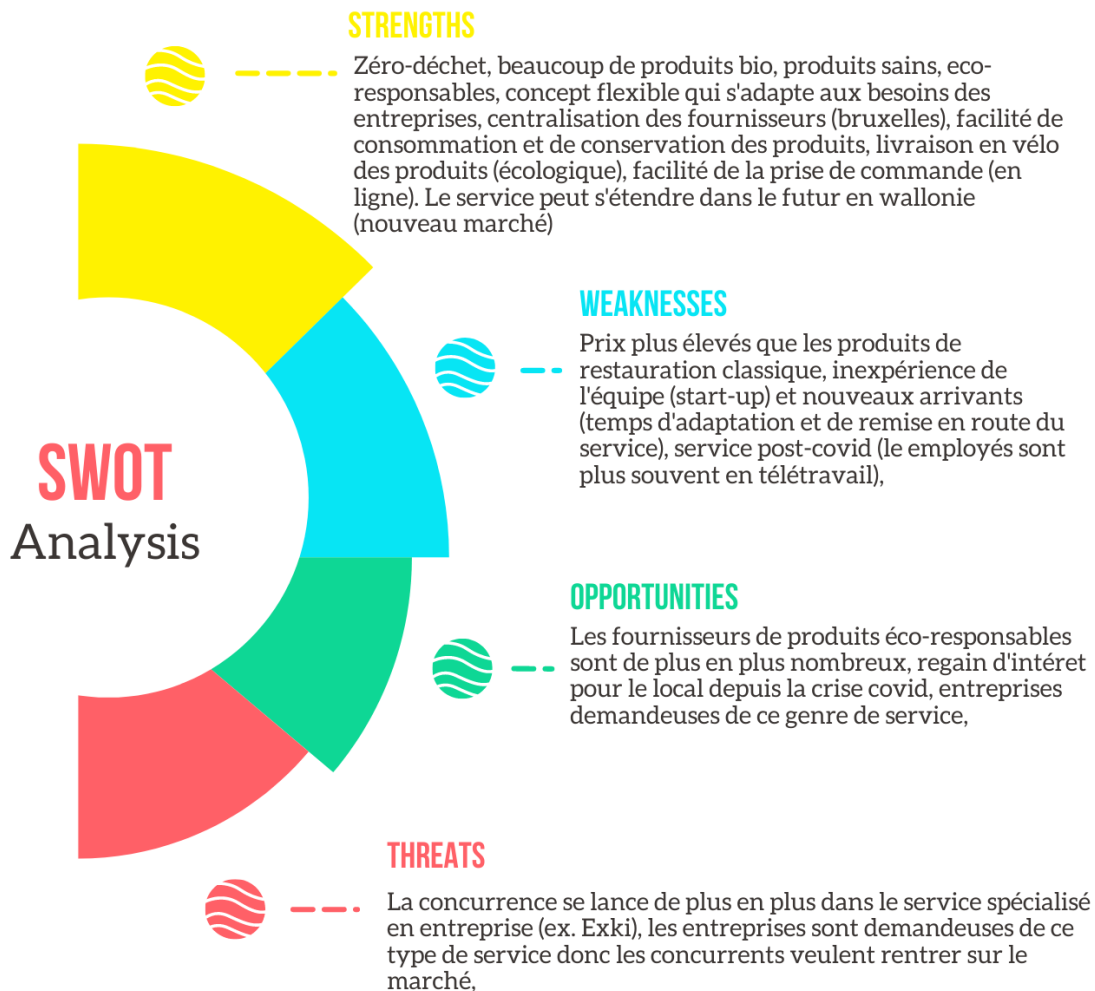 STRENGTHS
Zéro-déchet, beaucoup de produits bio, produits sains, eco-
responsables, concept flexible qui s'adapte aux besoins des
entreprises, centralisation des fournisseurs (bruxelles), facilité de
consommation et de conservation des produits, livraison en vélo
des produits (écologique), facilité de la prise de commande (en
ligne). Le service peut s'étendre dans le futur en wallonie
(nouveau marché)
WEAKNESSES
Prix plus élevés que les produits de
restauration classique, inexpérience de
l'équipe (start-up) et nouveaux arrivants
(temps d'adaptation et de remise en route du
service), service post-covid (le employés sont
plus souvent en télétravail),
SWOT
Analysis
OPPORTUNITIES
Les fournisseurs de produits éco-responsables
sont de plus en plus nombreux, regain d'intéret
pour le local depuis la crise covid, entreprises
demandeuses de ce genre de service,
THREATS
La concurrence se lance de plus en plus dans le service spécialisé
en entreprise (ex. Exki), les entreprises sont demandeuses de ce
type de service donc les concurrents veulent rentrer sur le
marché,